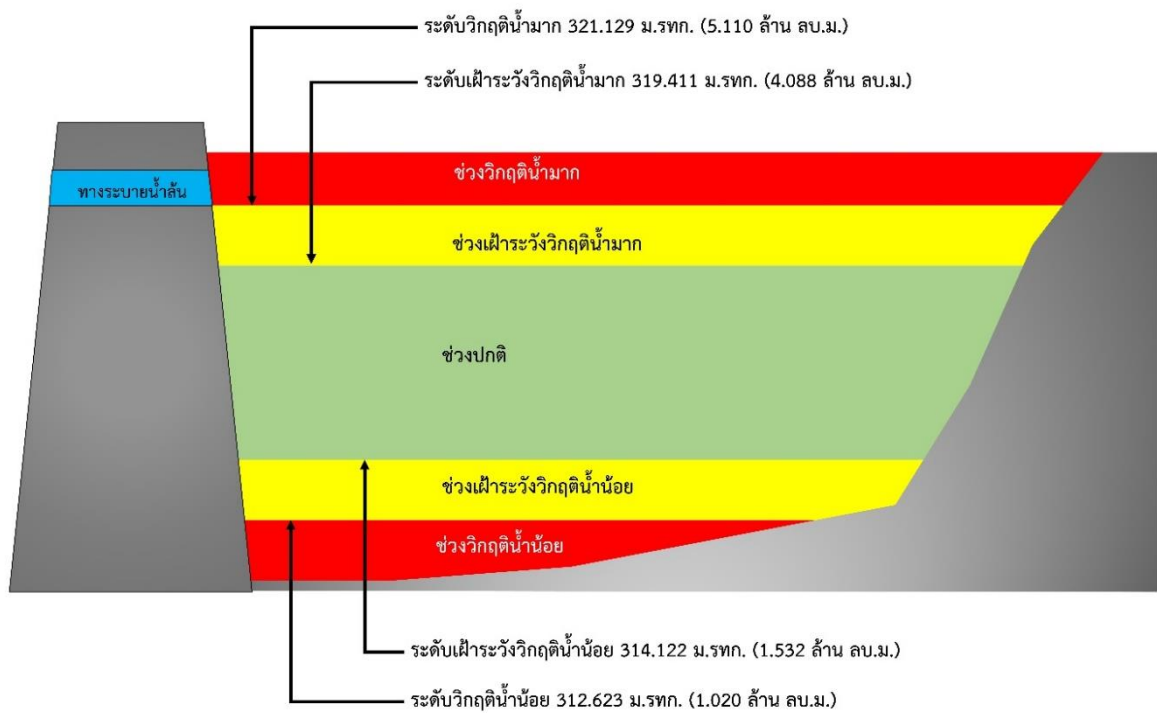 ระดับวิกฤติน้ำมาก 321.129 ม.รทก. (5.110 ล้าน ลบ.ม.)
ระดับเฝ้าระวังวิกฤติน้ำมาก 319.411 ม.รทก. (4.088 ล้าน ลบ.ม.)
ช่วงวิกฤติน้ำมาก
ทางระบายน้ำล้น
ช่วงเฝ้าระวังวิกฤติน้ำมาก
ช่วงปกติ
ช่วงเฝ้าระวังวิกฤติน้ำน้อย
ช่วงวิกฤติน้ำน้อย
ระดับเฝ้าระวังวิกฤติน้ำน้อย 314.122 ม.รทก. (1.532 ล้าน ลบ.ม.)
ระดับวิกฤติน้ำน้อย 312.623 ม.รทก. (1.020 ล้าน ลบ.ม.)